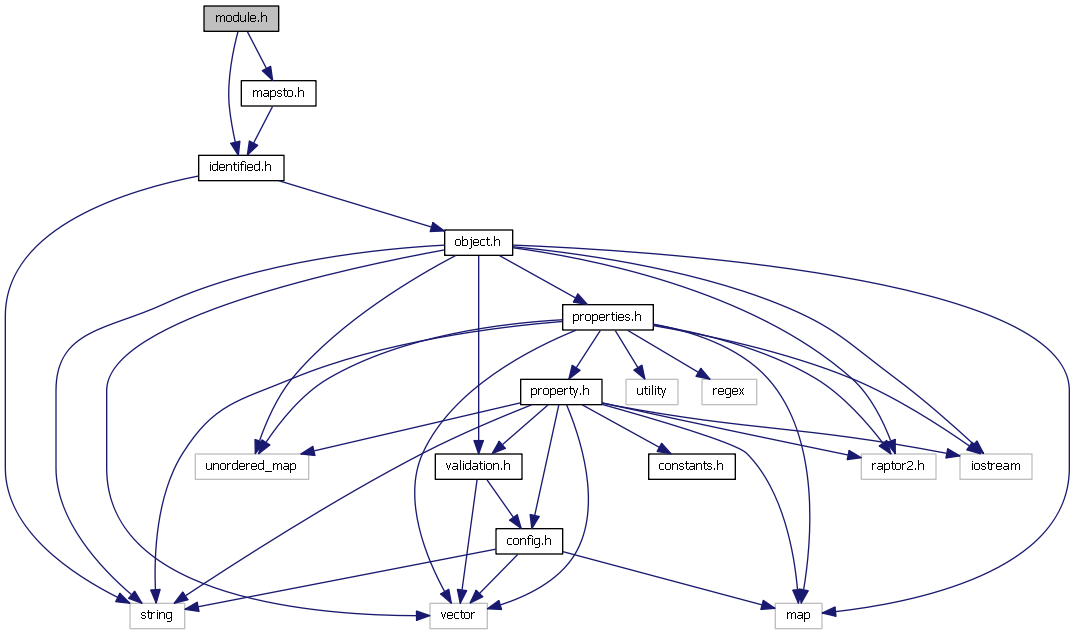 module.h
mapsto.h
identified.h
object.h
properties.h
property.h
utility
regex
unordered_map
validation.h
constants.h
raptor2.h
iostream
config.h
string
vector
map